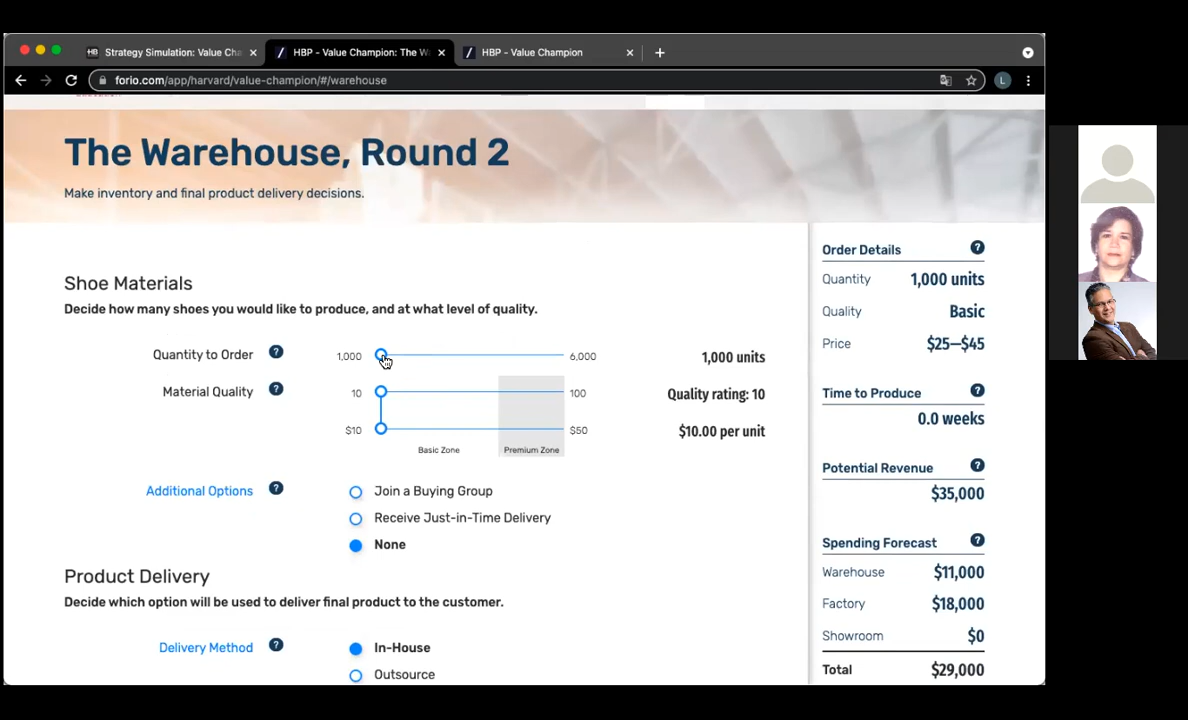 Strategy Simulation: Value Cha
HBP - Value Champion: The W
HBP - Value Champion
forio.com/app/harvard/value-champion/#/warehouse
L
The Warehouse, Round 2
Make inventory and final product delivery decisions.
Shoe Materials
Decide how many shoes you would like to produce, and at what level of quality.
Quantity to Order ? 1,000 6,000 1,000 units
Material Quality ? 10 100 Quality rating: 10
$10 $50 $10.00 per unit
Basic Zone Premium Zone
Additional Options ? Join a Buying Group
Receive Just-in-Time Delivery
None
Product Delivery
Decide which option will be used to deliver final product to the customer.
Delivery Method ? In-House
Outsource
Order Details ?
Quantity 1,000 units
Quality Basic
Price $25–$45
Time to Produce ?
0.0 weeks
Potential Revenue ?
$35,000
Spending Forecast ?
Warehouse $11,000
Factory $18,000
Showroom $0
Total $29,000